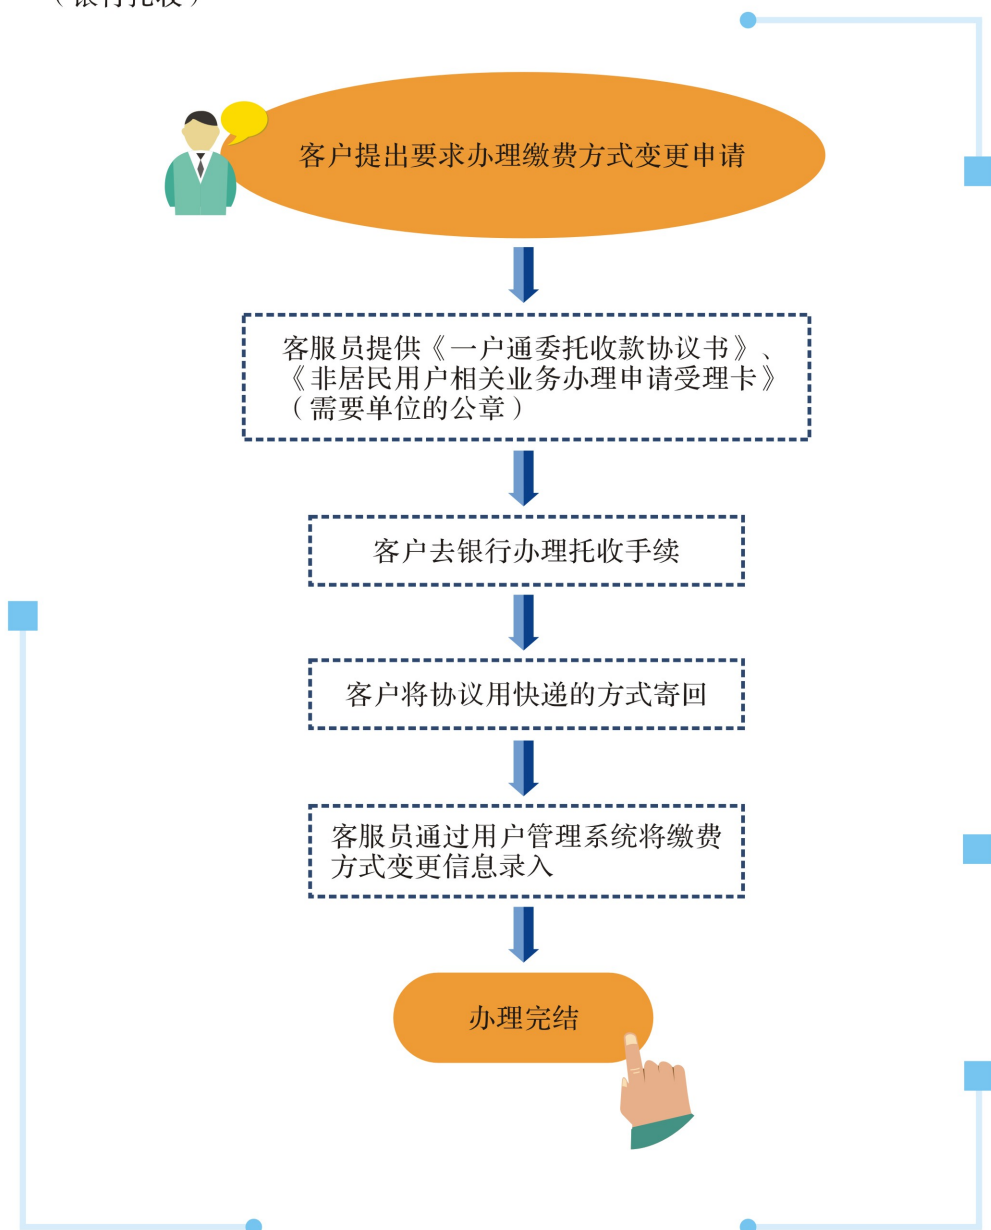 （银行托收）
客户提出要求办理缴费方式变更申请
客服员提供《一户通委托收款协议书》、
《非居民用户相关业务办理申请受理卡》
（需要单位的公章）
客户去银行办理托收手续
客户将协议用快递的方式寄回
客服员通过用户管理系统将缴费
方式变更信息录入
办理完结